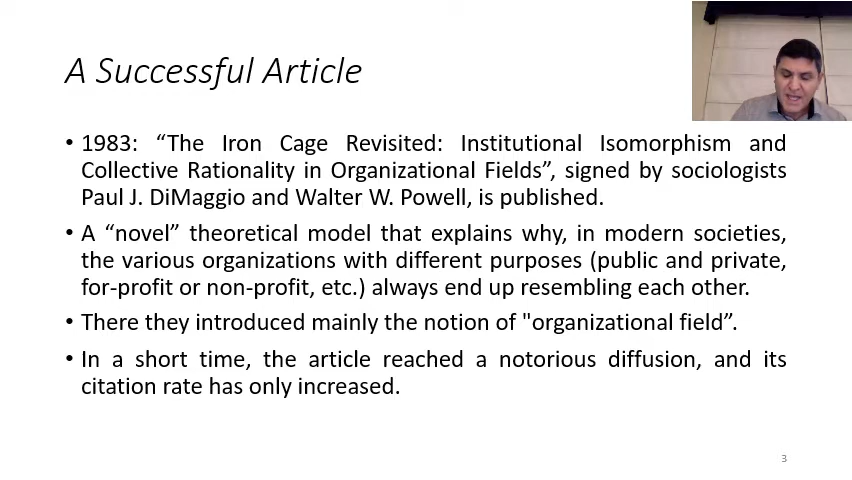 A Successful Article
• 1983: “The Iron Cage Revisited: Institutional Isomorphism and
Collective Rationality in Organizational Fields”, signed by sociologists
Paul J. DiMaggio and Walter W. Powell, is published.
• A “novel” theoretical model that explains why, in modern societies,
the various organizations with different purposes (public and private,
for-profit or non-profit, etc.) always end up resembling each other.
• There they introduced mainly the notion of "organizational field”.
• In a short time, the article reached a notorious diffusion, and its
citation rate has only increased.
3